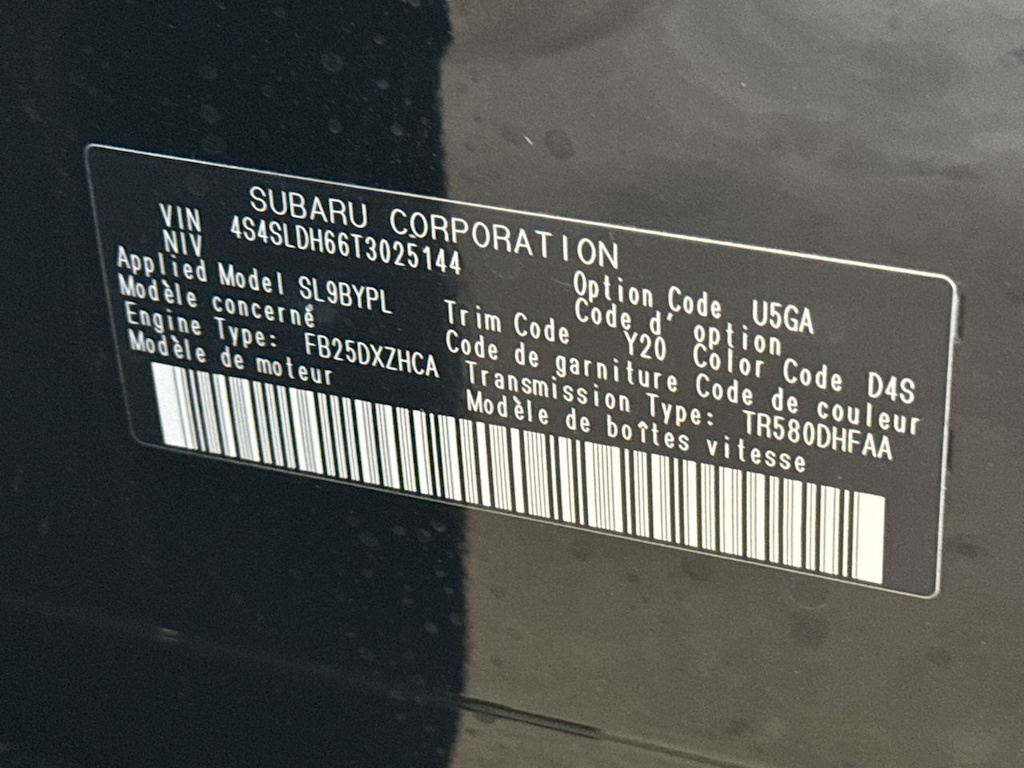 SUBARU CORPORATION
VIN 4S4SLDH66T3025144
NIV
Option Code U5GA
Code d' option
Applied Model SL9BYPL
Modèle concerné
Trim Code Y20 Color Code D4S
Code de garniture Code de couleur
Engine Type: FB25DXZHCA
Modèle de moteur
Transmission Type: TR580DHFAA
Modèle de boîtes vitesse